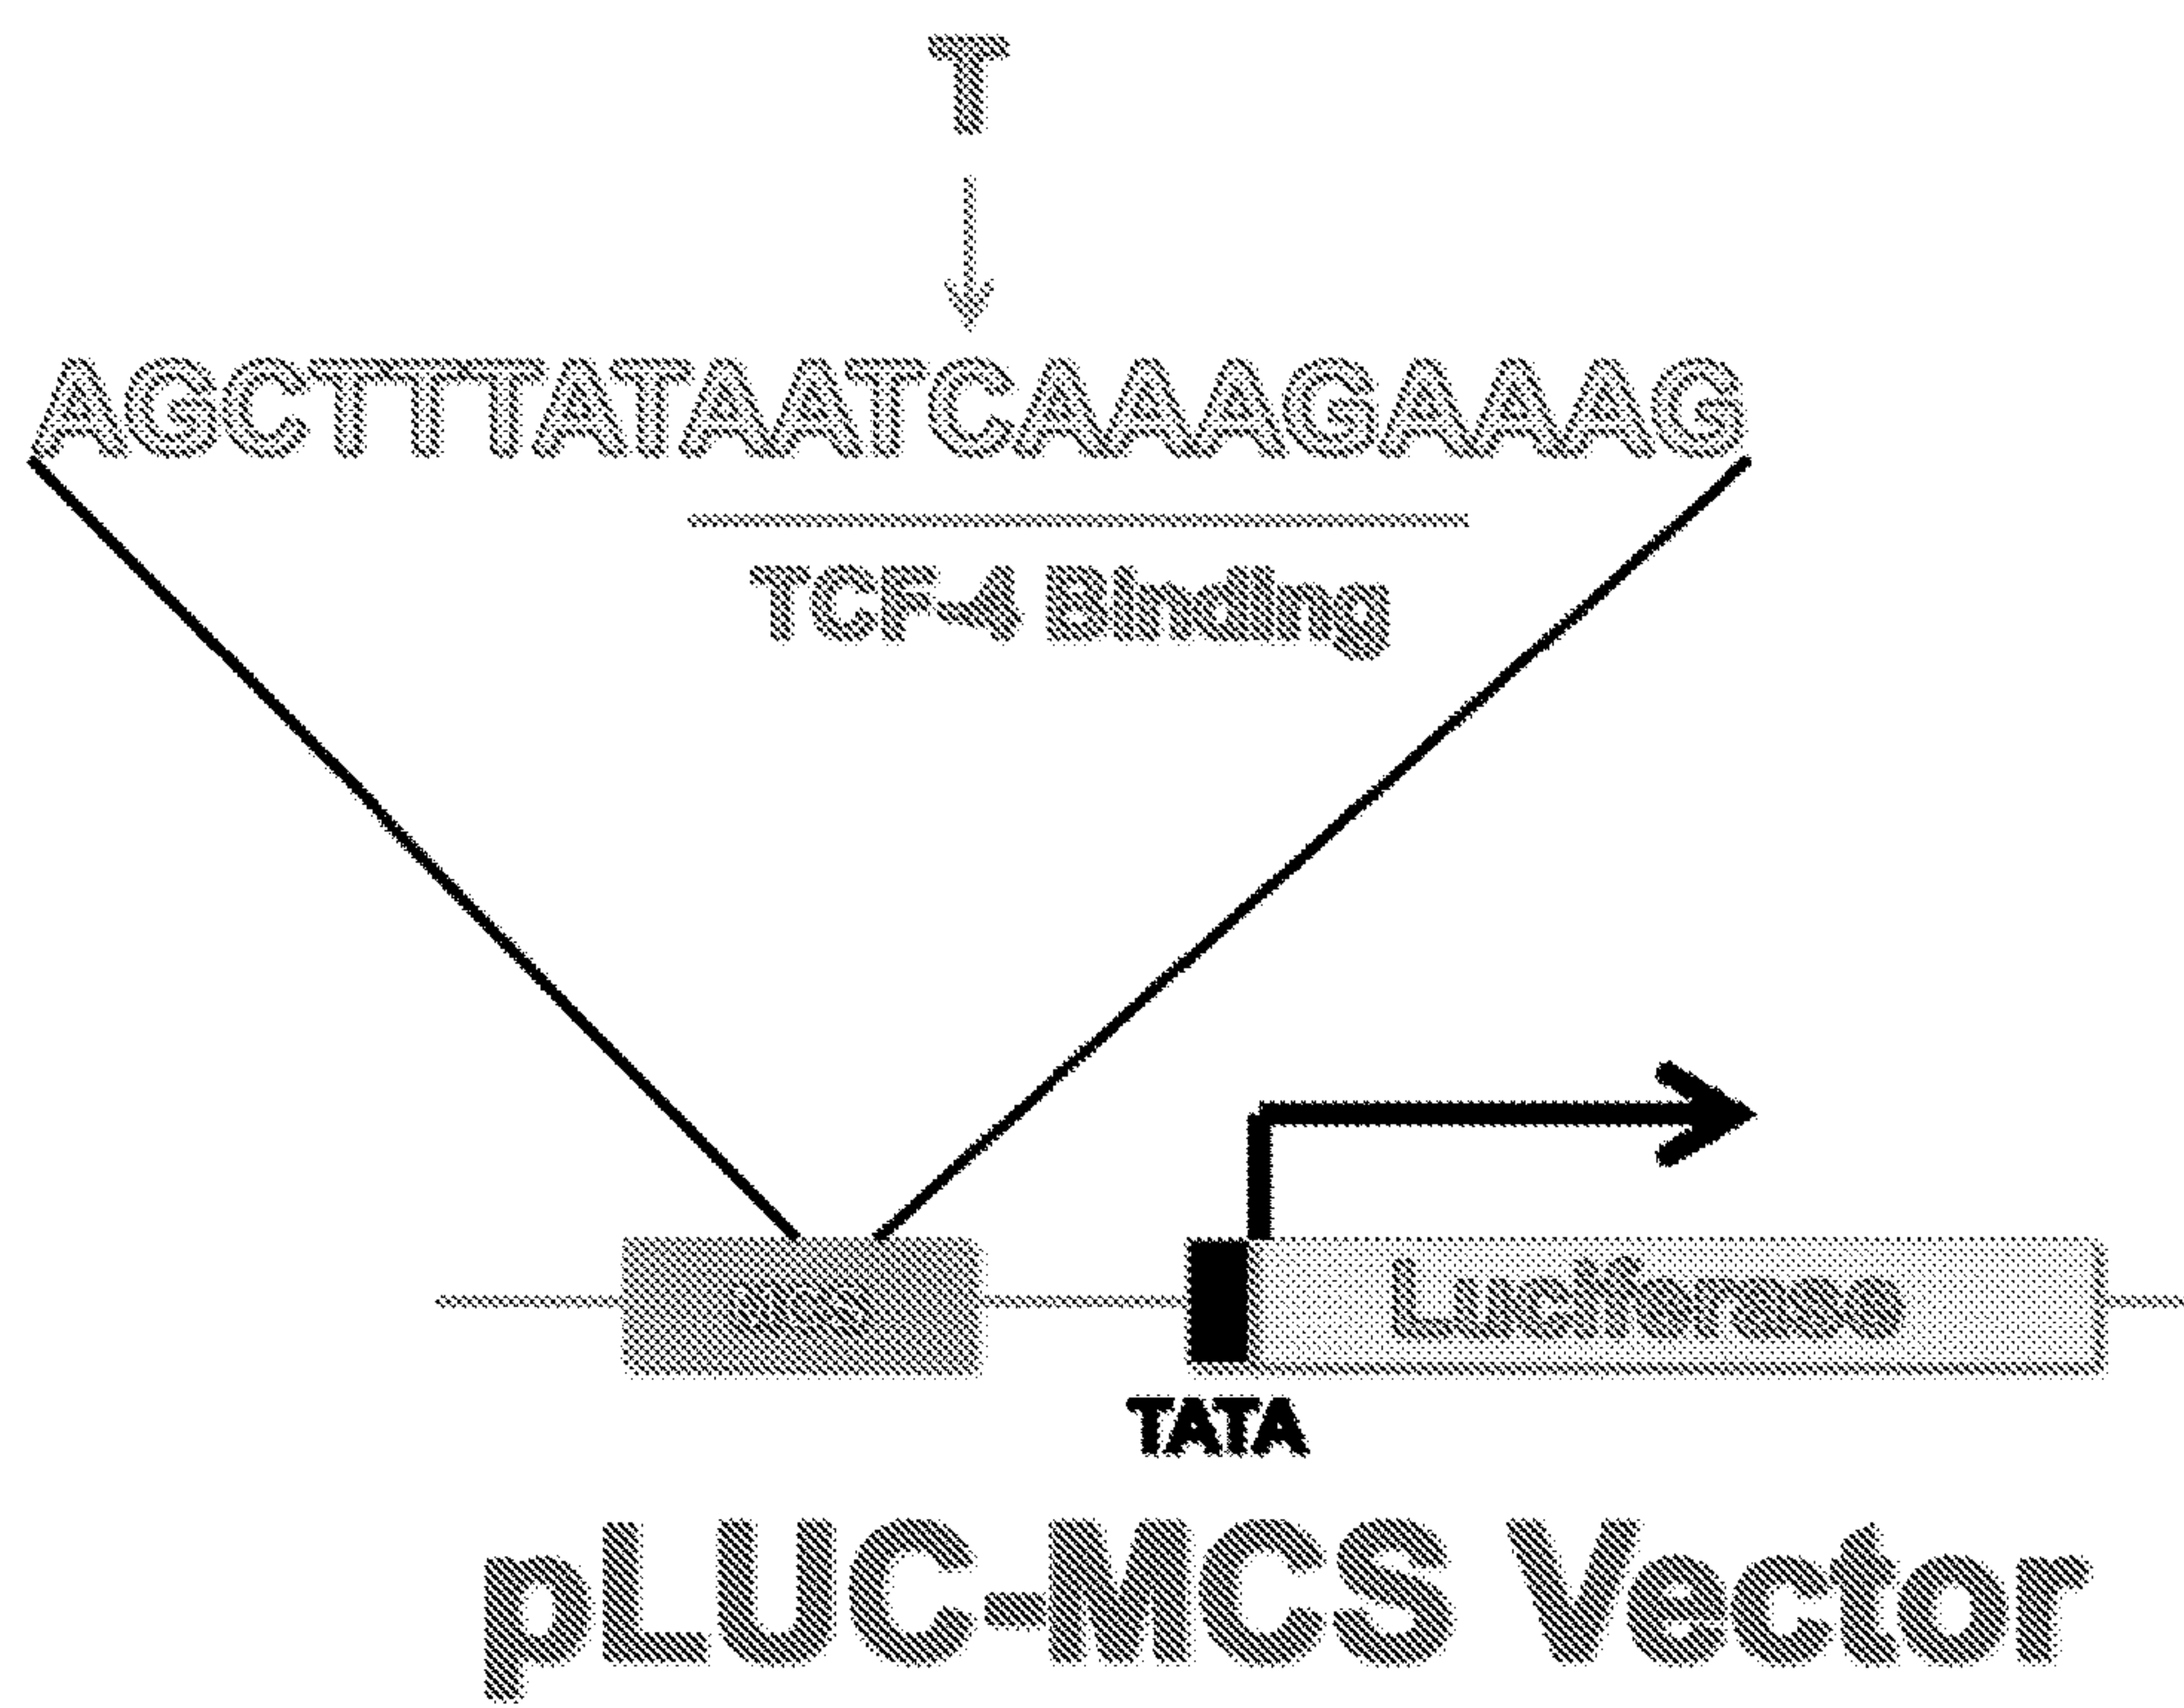 T
AGCTTTATAATCAAAGAAAG
TCF-4 Binding
Luciferase
TATA
pLUC-MCS Vector